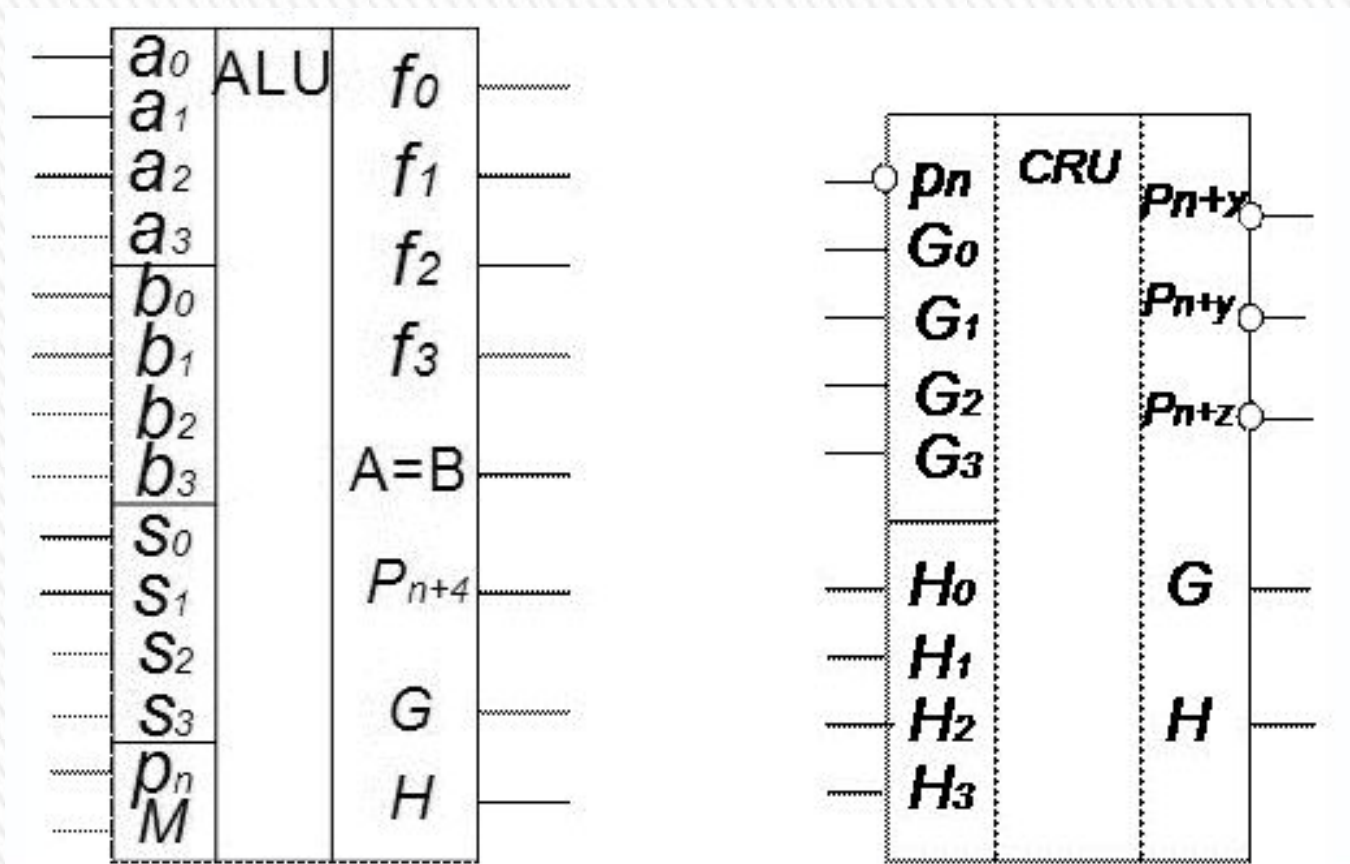 a0
a1
a2
a3
b0
b1
b2
b3
s0
s1
s2
s3
pn
M
ALU
f0
f1
f2
f3
A=B
Pn+4
G
H
pn
G0
G1
G2
G3
H0
H1
H2
H3
CRU
Pn+x
Pn+y
Pn+z
G
H